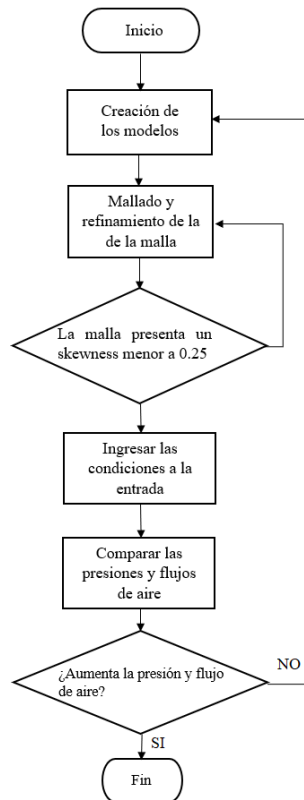 Inicio
Creación de
los modelos
Mallado y
refinamiento de la
de la malla
La malla presenta un
skewness menor a 0.25
Ingresar las
condiciones a la
entrada
Comparar las
presiones y flujos
de aire
¿Aumenta la presión y flujo
de aire?
NO
SI
Fin